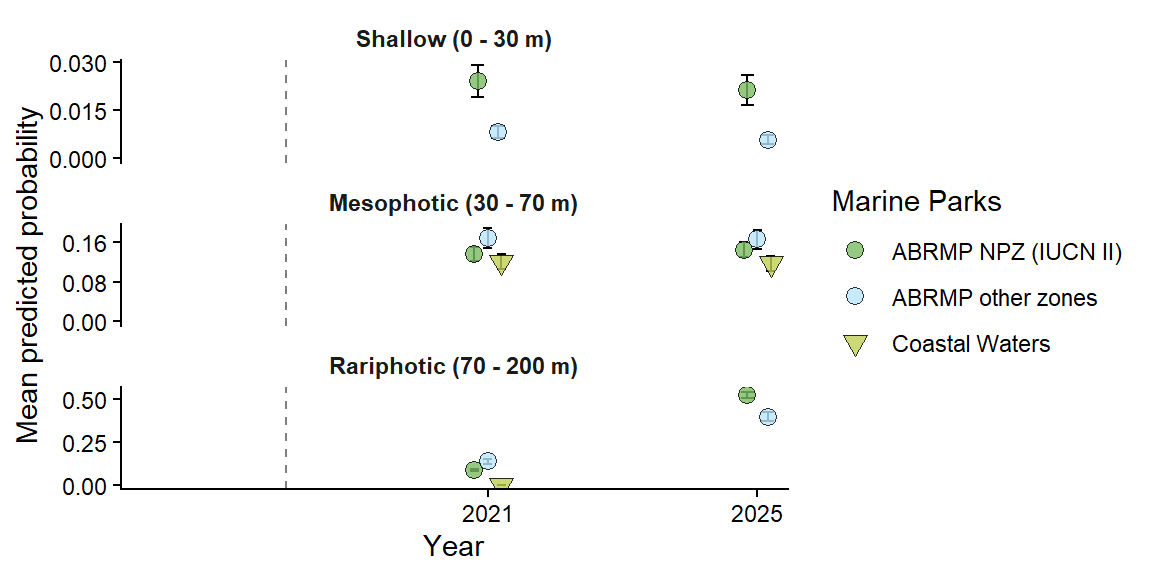 Shallow (0 - 30 m)
0.030
0.015
0.000
Mesophotic (30 - 70 m)
0.16
0.08
0.00
Rariphotic (70 - 200 m)
0.50
0.25
0.00
2021
2025
Year
Mean predicted probability
Marine Parks
ABRMP NPZ (IUCN II)
ABRMP other zones
Coastal Waters